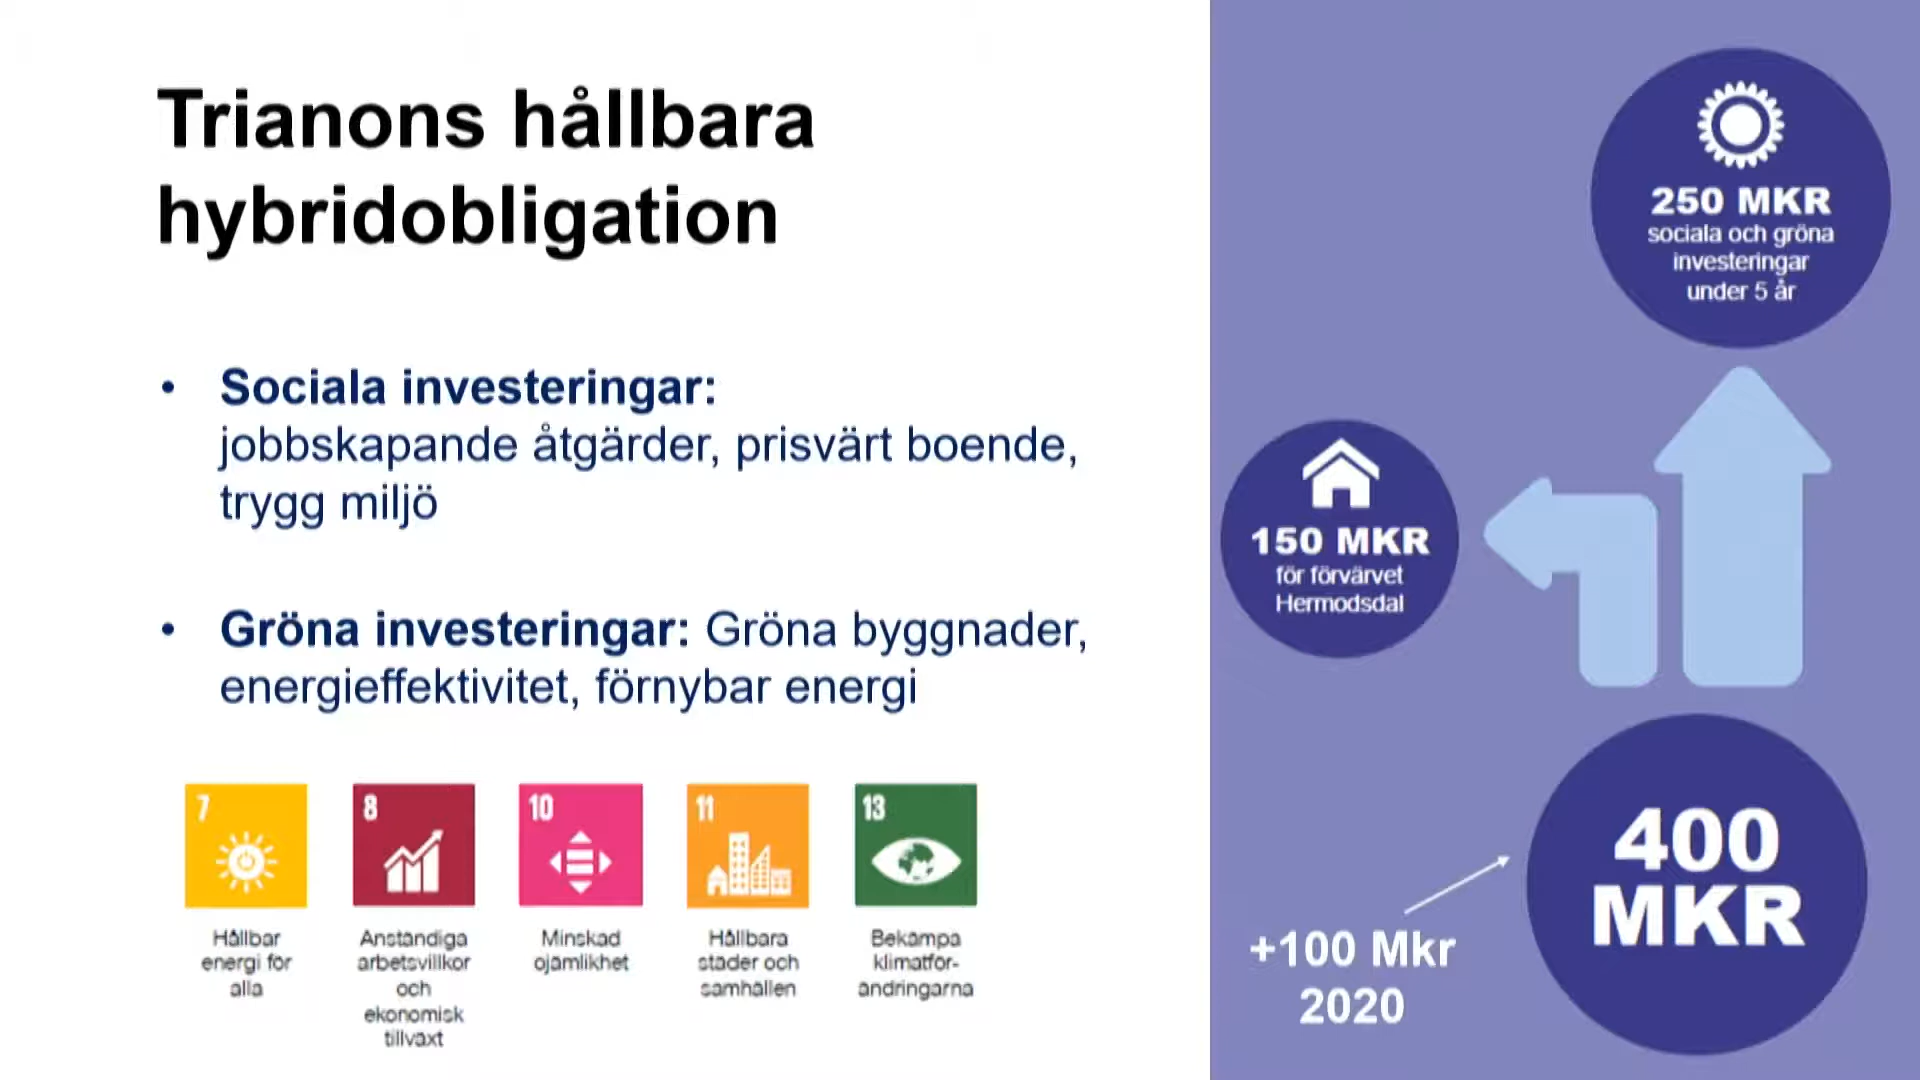 Trianons hållbara
hybridobligation
• Sociala investeringar:
jobbskapande åtgärder, prisvärt boende,
trygg miljö
• Gröna investeringar: Gröna byggnader,
energieffektivitet, förnybar energi
7
Hållbar
energi för
alla
8
Anständiga
arbetsvillkor
och
ekonomisk
tillväxt
10
Minskad
ojämlikhet
11
Hållbara
städer och
samhällen
13
Bekämpa
klimatför-
ändringarna
250 MKR
sociala och gröna
investeringar
under 5 år
150 MKR
för förvärvet
Hermodsdal
400
MKR
+100 Mkr
2020